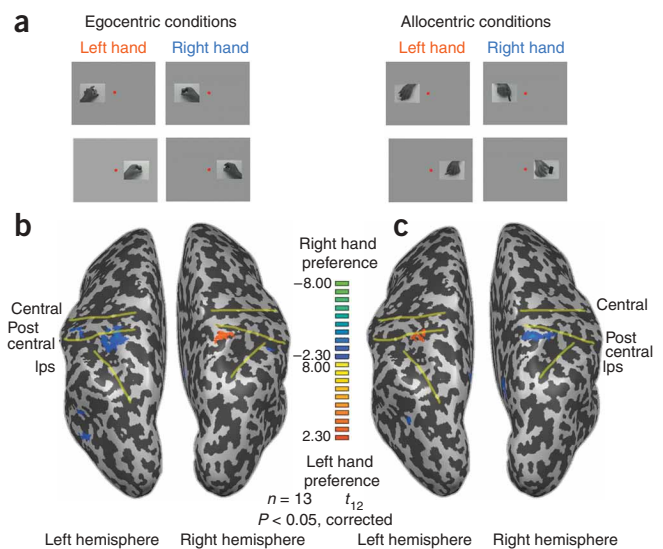 a
Egocentric conditions
Left hand Right hand
Allocentric conditions
Left hand Right hand
b
c
Right hand
preference
−8.00
−2.30
8.00
2.30
Left hand
preference
Central
Post
central
Ips
Central
Post
central
Ips
n = 13 t12
P < 0.05, corrected
Left hemisphere Right hemisphere
Left hemisphere Right hemisphere